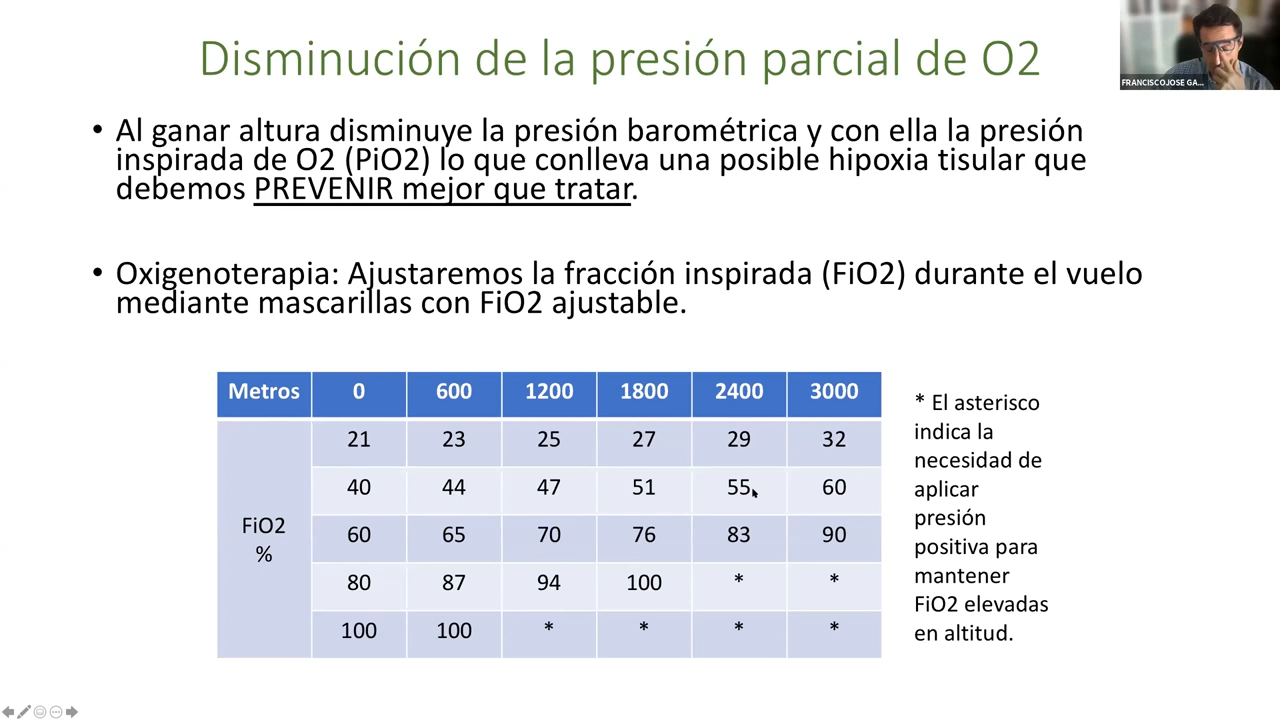 Disminución de la presión parcial de O2
FRANCISCOJOSE GA...
• Al ganar altura disminuye la presión barométrica y con ella la presión
inspirada de O2 (PiO2) lo que conlleva una posible hipoxia tisular que
debemos PREVENIR mejor que tratar.
• Oxigenoterapia: Ajustaremos la fracción inspirada (FiO2) durante el vuelo
mediante mascarillas con FiO2 ajustable.
Metros 0 600 1200 1800 2400 3000
FiO2
%
21 23 25 27 29 32
40 44 47 51 55 60
60 65 70 76 83 90
80 87 94 100 * *
100 100 * * * *
* El asterisco
indica la
necesidad de
aplicar
presión
positiva para
mantener
FiO2 elevadas
en altitud.